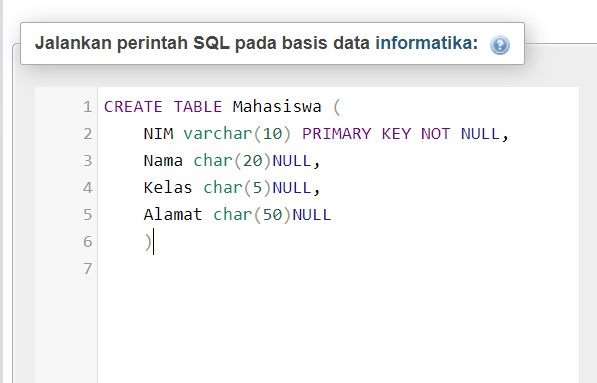 Jalankan perintah SQL pada basis data informatika:
1 CREATE TABLE Mahasiswa (
2 NIM varchar(10) PRIMARY KEY NOT NULL,
3 Nama char(20)NULL,
4 Kelas char(5)NULL,
5 Alamat char(50)NULL
6 )
7